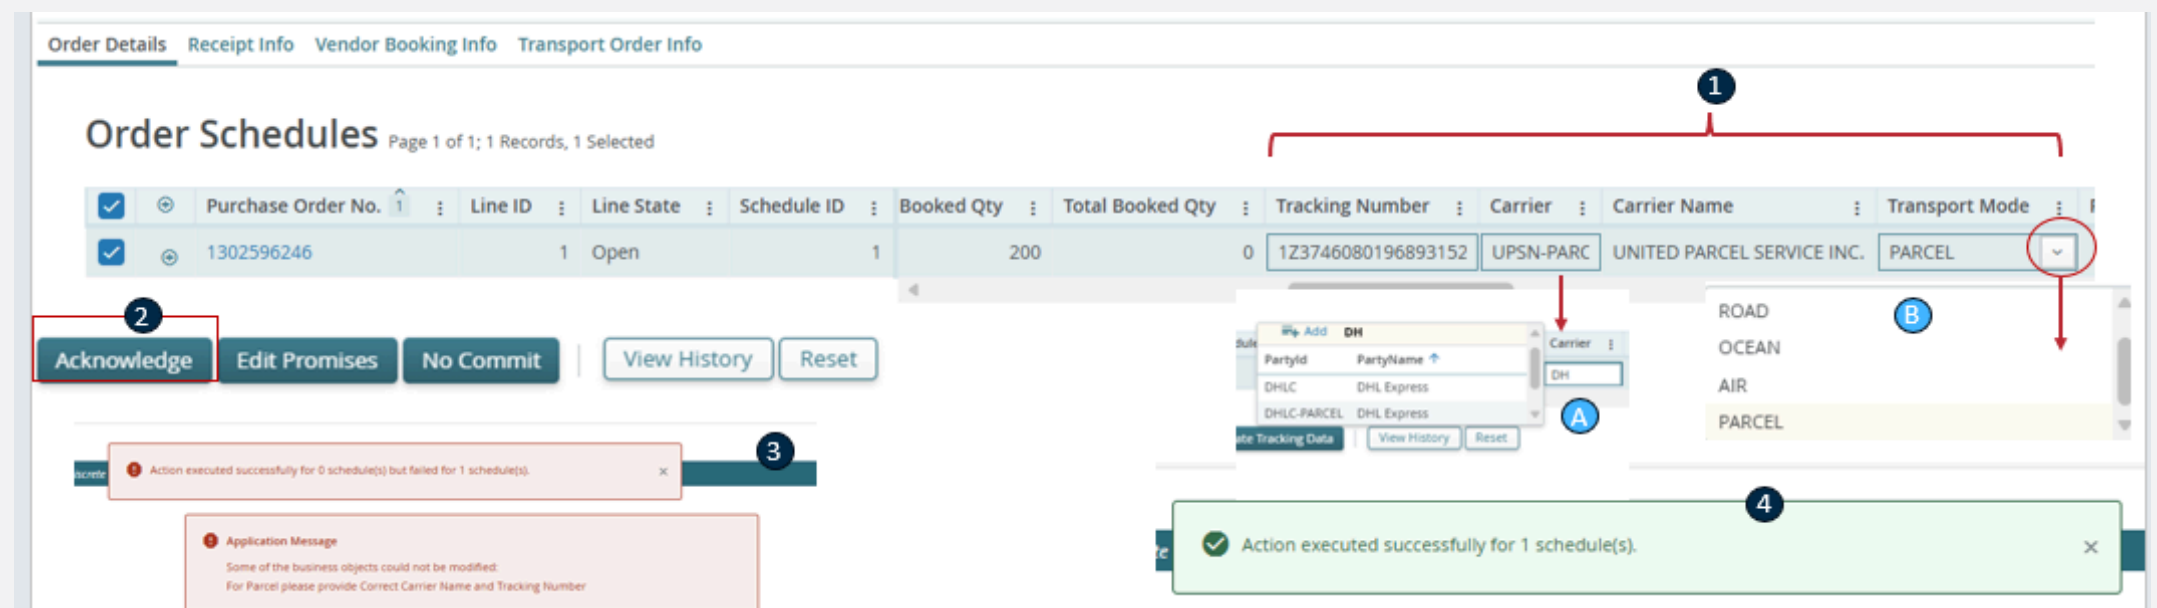 Order Details Receipt Info Vendor Booking Info Transport Order Info
1
Order Schedules Page 1 of 1; 1 Records, 1 Selected
Purchase Order No. 1 Line ID Line State Schedule ID Booked Qty Total Booked Qty Tracking Number Carrier Carrier Name Transport Mode
1302596246 1 Open 1 200 0 1Z3746080196893152 UPSN-PARC UNITED PARCEL SERVICE INC. PARCEL
2
Acknowledge Edit Promises No Commit View History Reset
Add DH
PartyId PartyName
DHLC DHL Express
DHLC-PARCEL DHL Express
Carrier
DH
A
ate Tracking Data View History Reset
B
ROAD
OCEAN
AIR
PARCEL
3
screte
Action executed successfully for 0 schedule(s) but failed for 1 schedule(s).
Application Message
Some of the business objects could not be modified:
For Parcel please provide Correct Carrier Name and Tracking Number
4
Action executed successfully for 1 schedule(s).